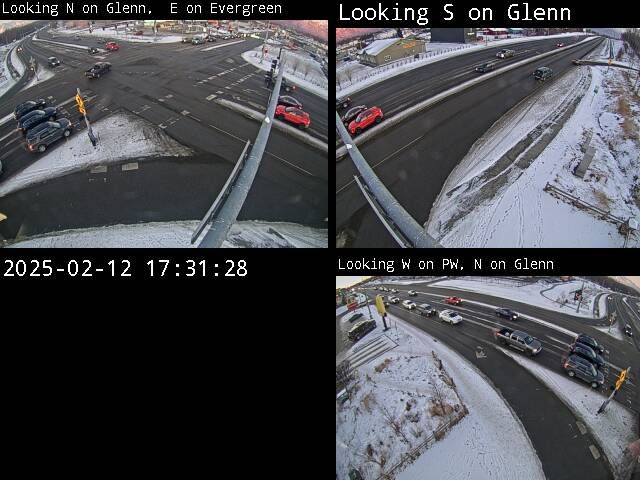 Looking N on Glenn,  E on Evergreen
Looking S on Glenn
2025-02-12 17:31:28
Looking W on PW, N on Glenn